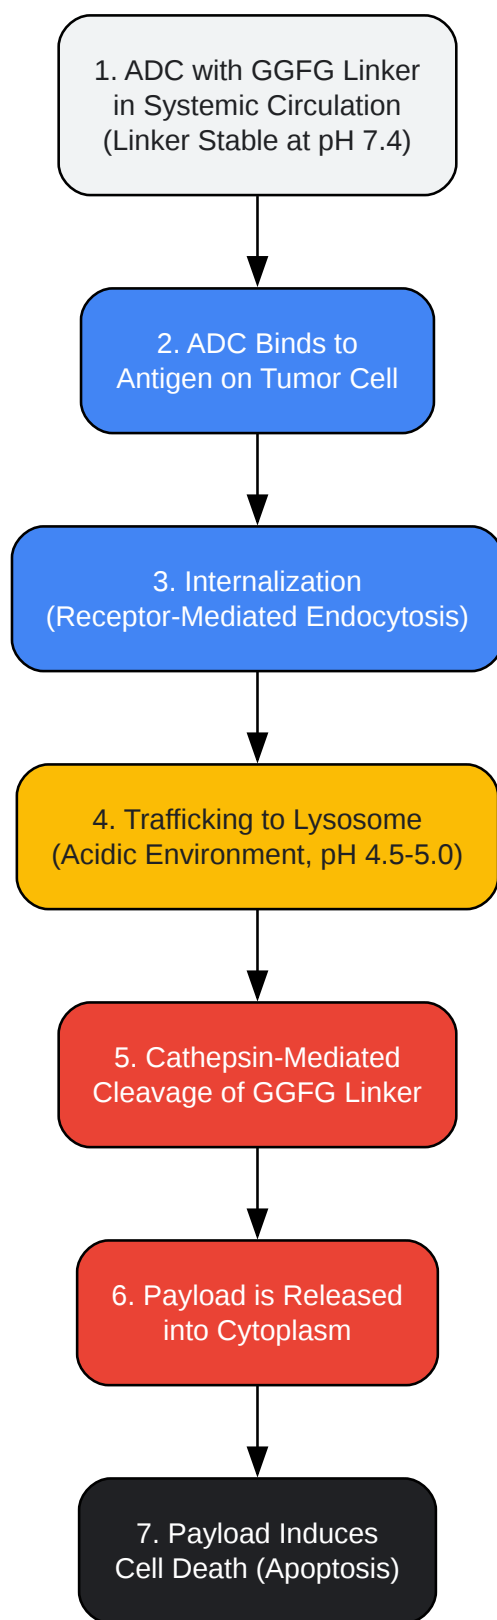 1. ADC with GGFG Linker
in Systemic Circulation
(Linker Stable at pH 7.4)
2. ADC Binds to
Antigen on Tumor Cell
3. Internalization
(Receptor-Mediated Endocytosis)
4. Trafficking to Lysosome
(Acidic Environment, pH 4.5-5.0)
5. Cathepsin-Mediated
Cleavage of GGFG Linker
6. Payload is Released
into Cytoplasm
7. Payload Induces
Cell Death (Apoptosis)